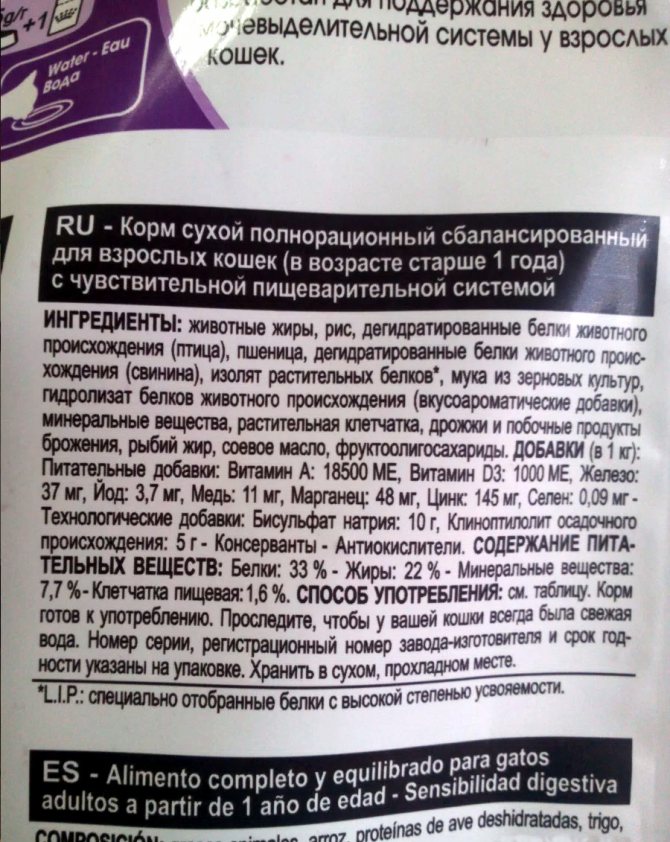 g/г
+1
Water - Eau
Вода
для поддержания здоровья
мочевыделительной системы у взрослых
кошек.
RU - Корм сухой полнорационный сбалансированный
для взрослых кошек (в возрасте старше 1 года)
с чувствительной пищеварительной системой
ИНГРЕДИЕНТЫ: животные жиры, рис, дегидратированные белки животного
происхождения (птица), пшеница, дегидратированные белки животного проис-
хождения (свинина), изолят растительных белков*, мука из зерновых культур,
гидролизат белков животного происхождения (вкусоароматические добавки),
минеральные вещества, растительная клетчатка, дрожжи и побочные продукты
брожения, рыбий жир, соевое масло, фруктоолигосахариды. ДОБАВКИ (в 1 кг):
Питательные добавки: Витамин A: 18500 ME, Витамин D3: 1000 ME, Железо:
37 мг, Йод: 3,7 мг, Медь: 11 мг, Марганец: 48 мг, Цинк: 145 мг, Селен: 0,09 мг -
Технологические добавки: Бисульфат натрия: 10 г, Клиноптилолит осадочного
происхождения: 5 г - Консерванты - Антиокислители. СОДЕРЖАНИЕ ПИТА-
ТЕЛЬНЫХ ВЕЩЕСТВ: Белки: 33 % - Жиры: 22 % - Минеральные вещества:
7,7 % - Клетчатка пищевая: 1,6 %. СПОСОБ УПОТРЕБЛЕНИЯ: см. таблицу. Корм
готов к употреблению. Проследите, чтобы у вашей кошки всегда была свежая
вода. Номер серии, регистрационный номер завода-изготовителя и срок год-
ности указаны на упаковке. Хранить в сухом, прохладном месте.
*L.I.P.: специально отобранные белки с высокой степенью усвояемости.
ES - Alimento completo y equilibrado para gatos
adultos a partir de 1 año de edad - Sensibilidad digestiva
COMPOSICIÓN: animales, arroz, proteínas de ave deshidratadas, trigo,